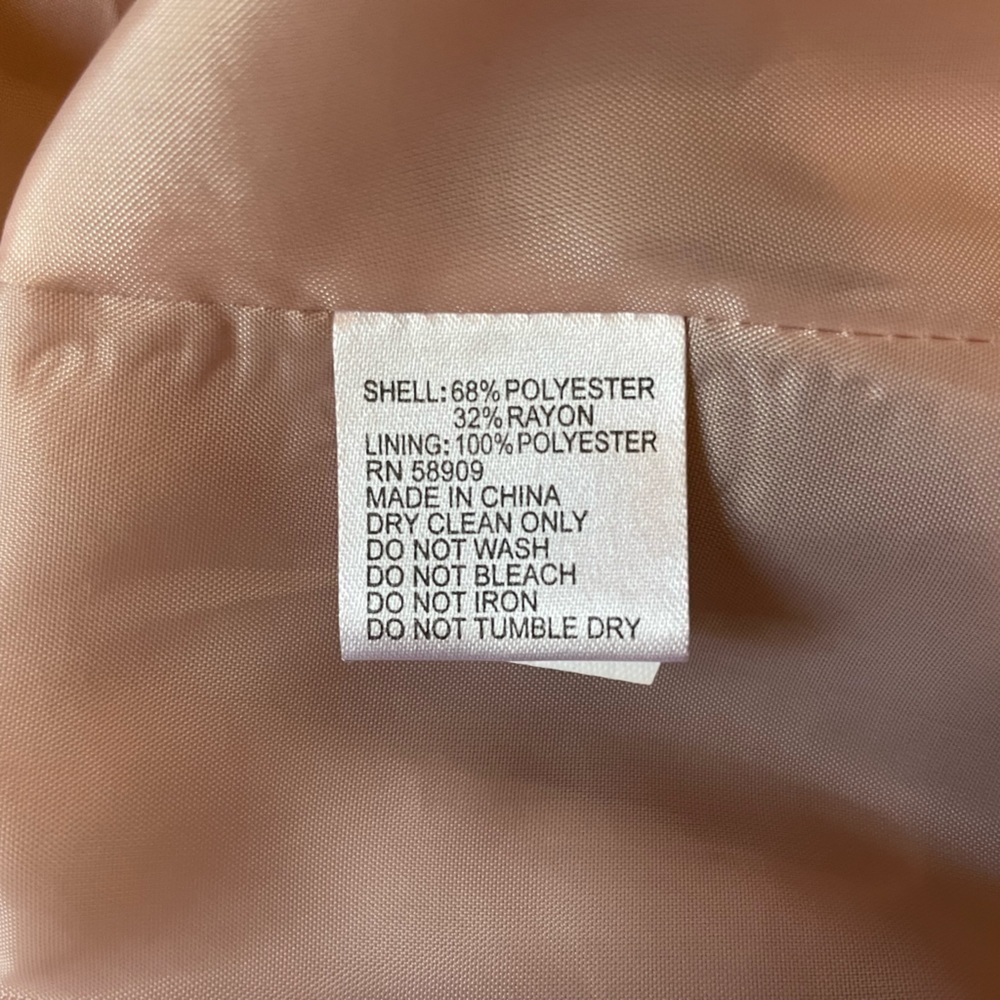 SHELL: 68% POLYESTER
32% RAYON
LINING: 100% POLYESTER
RN 58909
MADE IN CHINA
DRY CLEAN ONLY
DO NOT WASH
DO NOT BLEACH
DO NOT IRON
DO NOT TUMBLE DRY